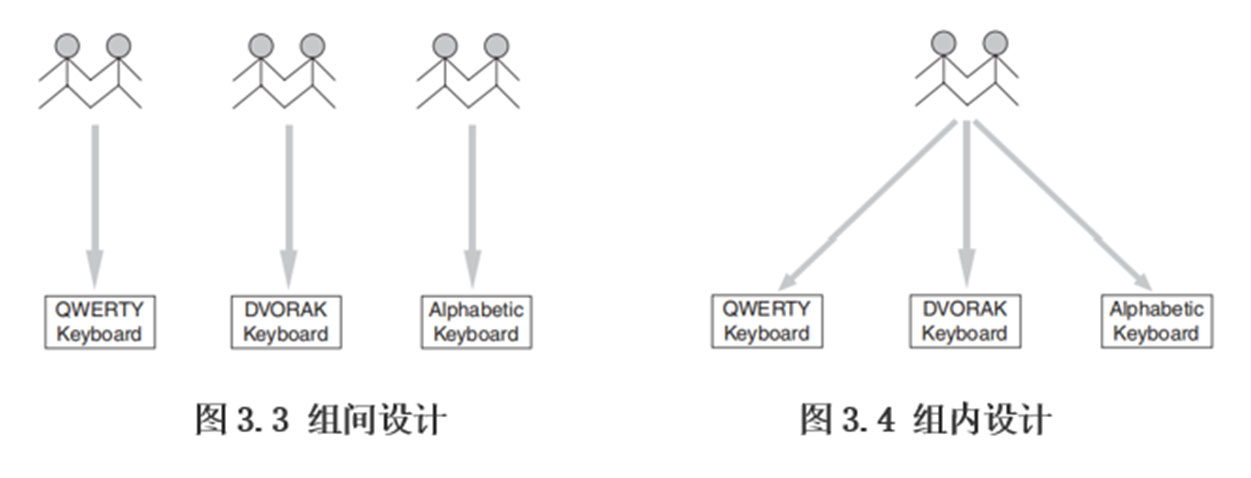 QWERTY
Keyboard
DVORAK
Keyboard
Alphabetic
Keyboard
图3.3 组间设计
QWERTY
Keyboard
DVORAK
Keyboard
Alphabetic
Keyboard
图3.4 组内设计